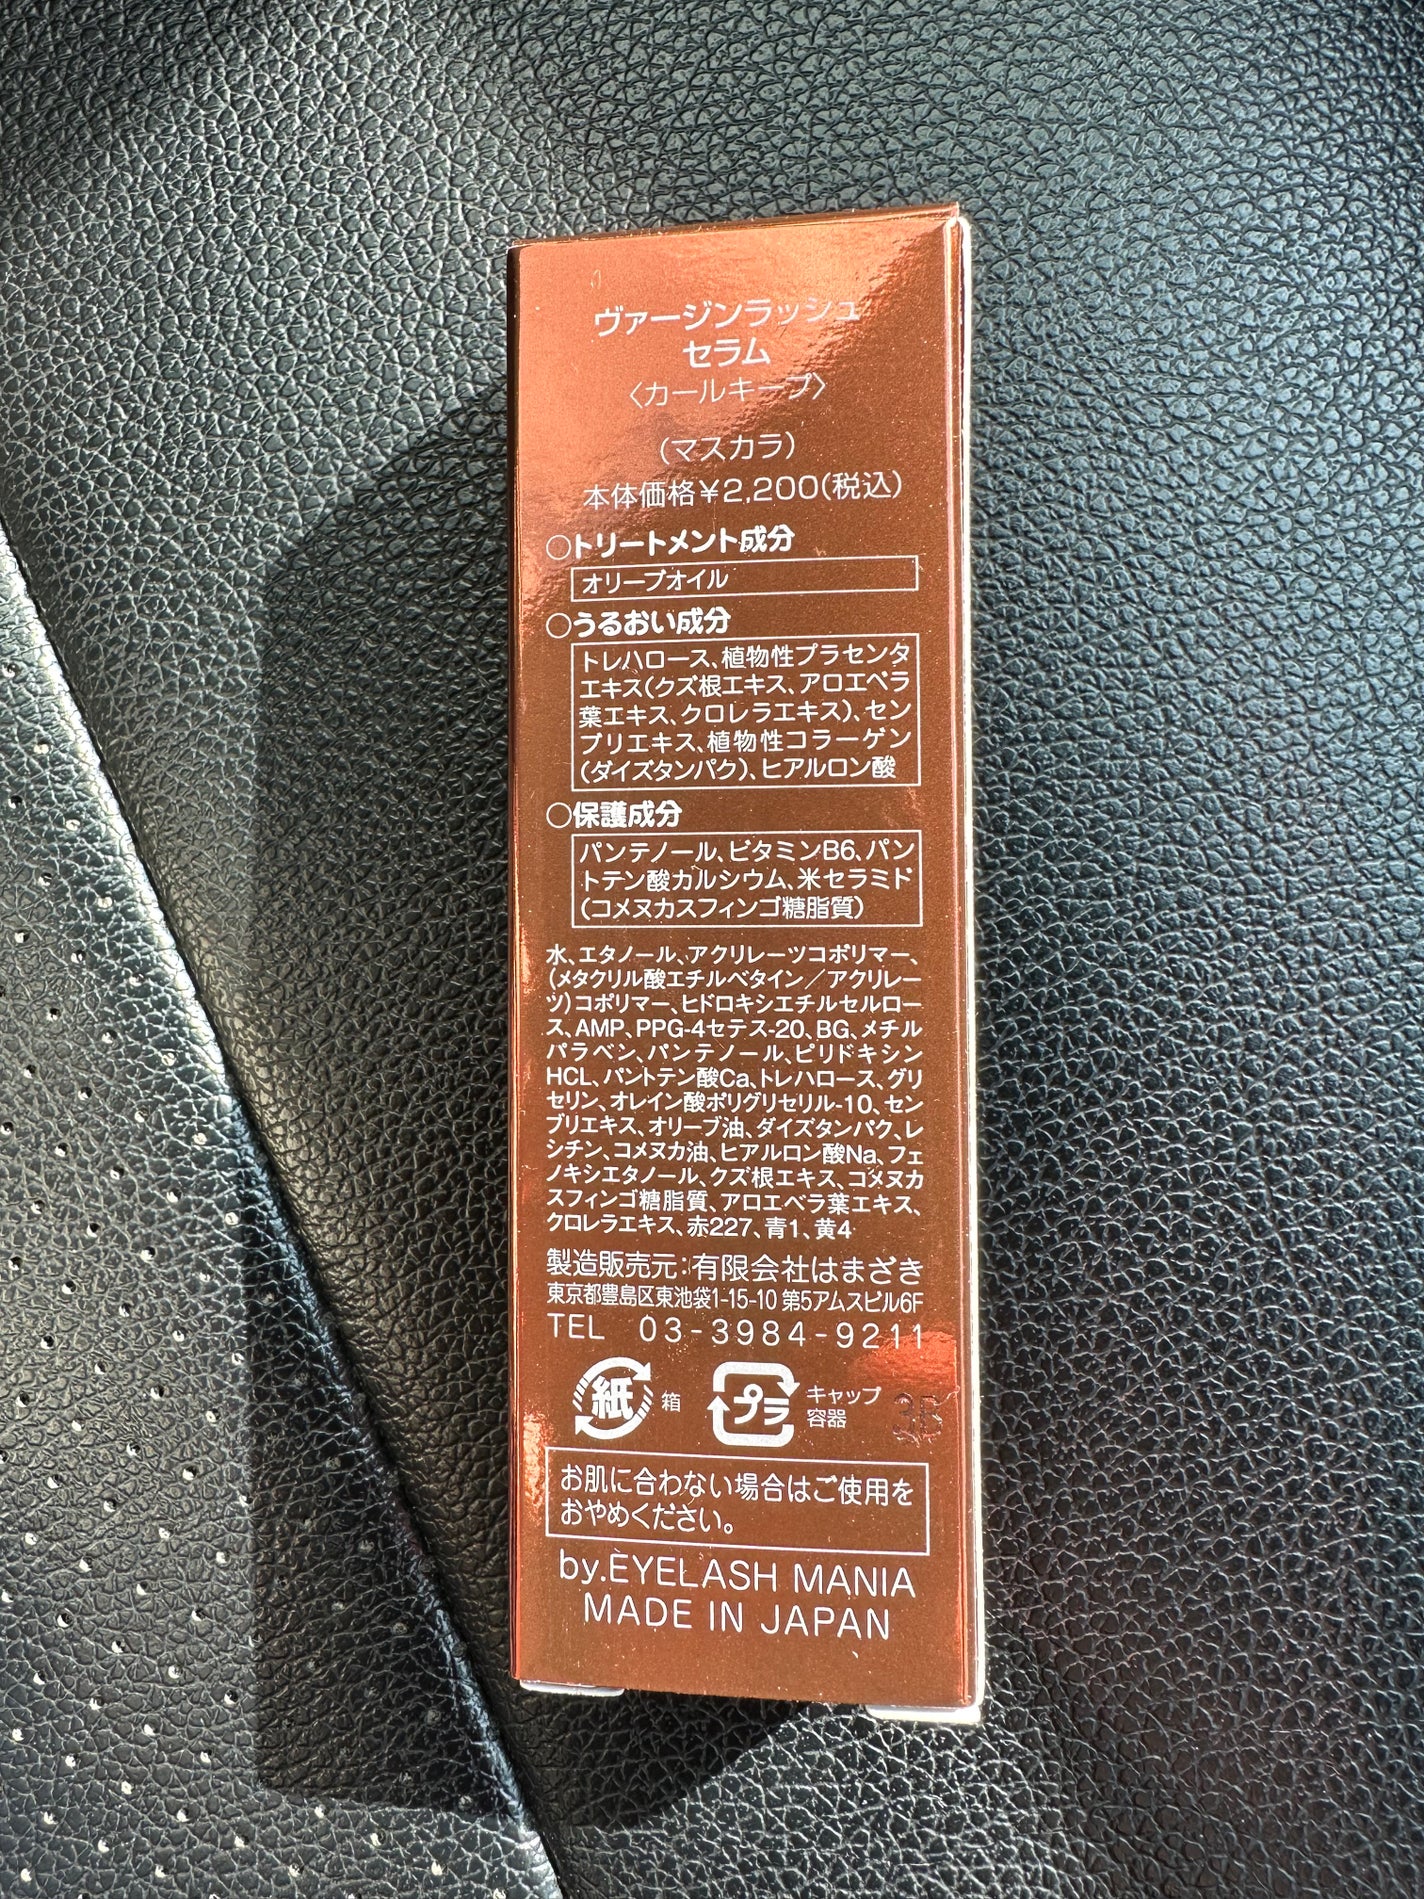 ヴァージンラッシュ
セラム
〈カールキープ〉
(マスカラ)
本体価格¥2,200(税込)
○トリートメント成分
オリーブオイル
○うるおい成分
トレハロース、植物性プラセンタ
エキス(クズ根エキス、アロエベラ
葉エキス、クロレラエキス)、セン
ブリエキス、植物性コラーゲン
(ダイズタンパク)、ヒアルロン酸
○保護成分
パンテノール、ビタミンB6、パン
トテン酸カルシウム、米セラミド
(コメヌカスフィンゴ糖脂質)
水、エタノール、アクリレーツコポリマー、
(メタクリル酸エチルベタイン／アクリレー
ツ)コポリマー、ヒドロキシエチルセルロー
ス、AMP、PPG-4セテス-20、BG、メチル
パラベン、パンテノール、ピリドキシン
HCL、パントテン酸Ca、トレハロース、グリ
セリン、オレイン酸ポリグリセリル-10、セン
ブリエキス、オリーブ油、ダイズタンパク、レ
シチン、コメヌカ油、ヒアルロン酸Na、フェ
ノキシエタノール、クズ根エキス、コメヌカ
スフィンゴ糖脂質、アロエベラ葉エキス、
クロレラエキス、赤227、青1、黄4
製造販売元:有限会社はまざき
東京都豊島区東池袋1-15-10 第5アムスビル6F
TEL 03-3984-9211
紙 箱 プラ キャップ
容器
3B
お肌に合わない場合はご使用を
おやめください。
by.EYELASH MANIA
MADE IN JAPAN